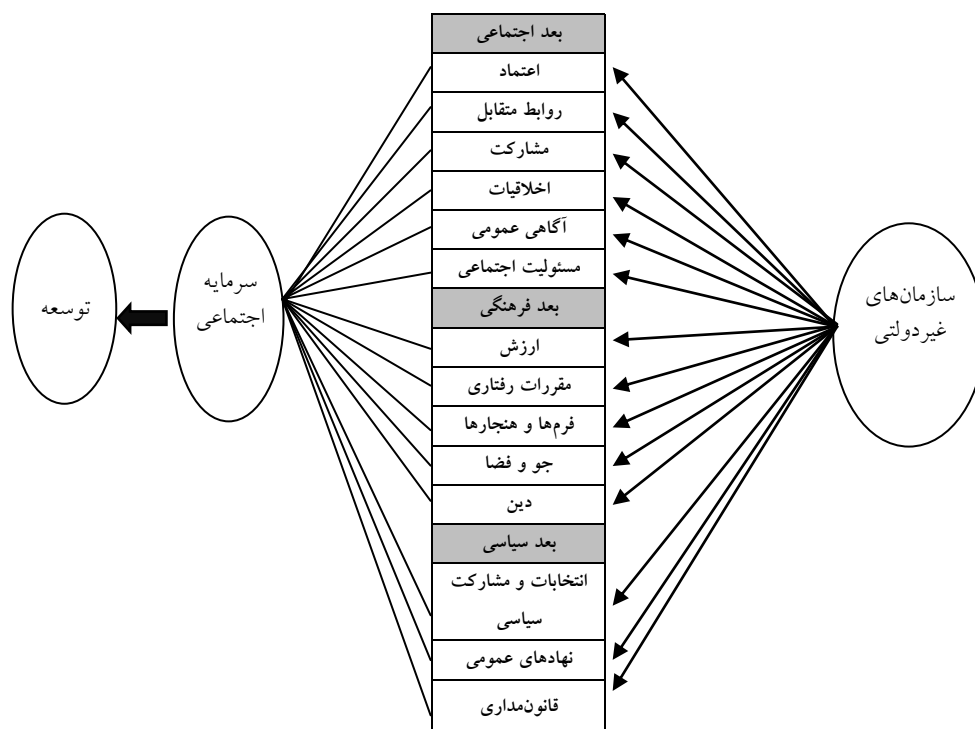 بعد اجتماعی
اعتماد
روابط متقابل
مشارکت
اخلاقیات
آگاهی عمومی
مسئولیت اجتماعی
بعد فرهنگی
ارزش
مقررات رفتاری
فرم‌ها و هنجارها
جو و فضا
دین
بعد سیاسی
انتخابات و مشارکت
سیاسی
نهادهای عمومی
قانون‌مداری
سازمان‌های
غیردولتی
سرمایه
اجتماعی
توسعه